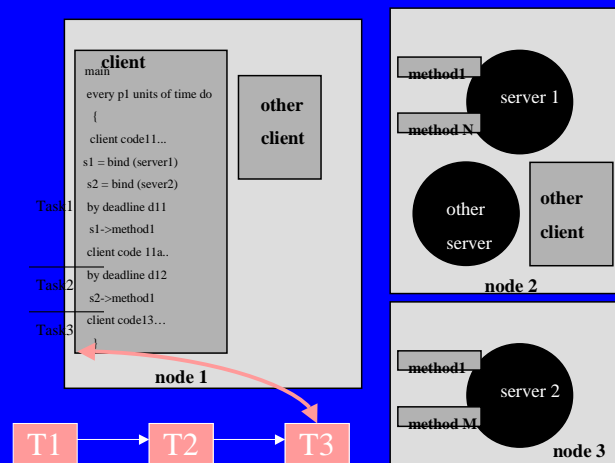 client
main
every p1 units of time do
{
client code11...
s1 = bind (server1)
s2 = bind (sever2)
by deadline d11
s1->method1
client code 11a..
by deadline d12
s2->method1
client code13…
}
Task1
Task2
Task3
other
client
node 1
method1
server 1
method N
other
server
other
client
node 2
method1
server 2
method M
node 3
T1
T2
T3